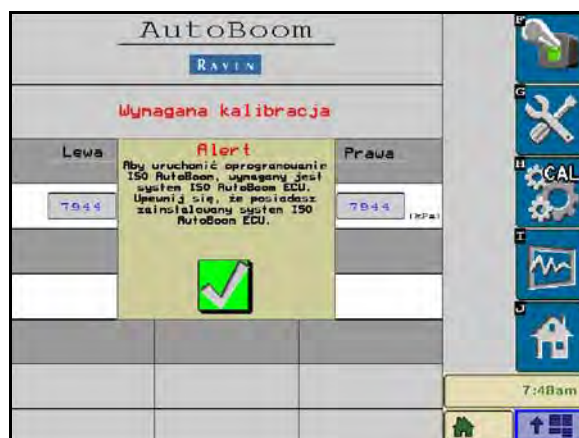 AutoBoom
RAVEN
Wymagana kalibracja
Lewa
Prawa
Alert
Aby uruchomić oprogramowanie
ISO AutoBoom, wymagany jest
system ISO AutoBoom ECU.
Upewnij się, że posiadasz
zainstalowany system ISO
AutoBoom ECU.
7944
7944
(kPa)
F
G
H
CAL
I
J
7:48am